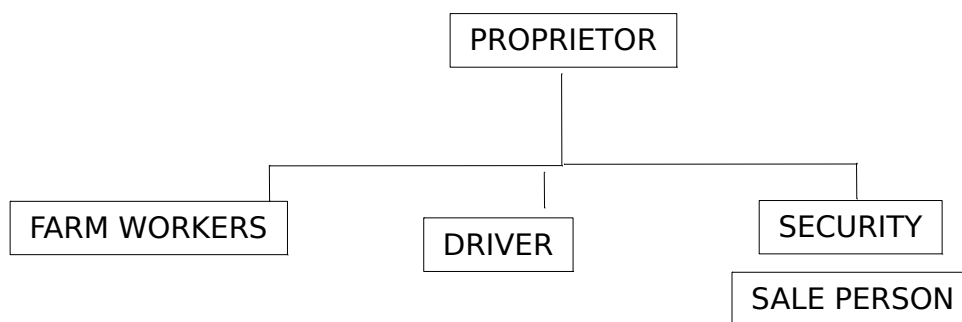 PROPRIETOR
FARM WORKERS
DRIVER
SECURITY
SALE PERSON